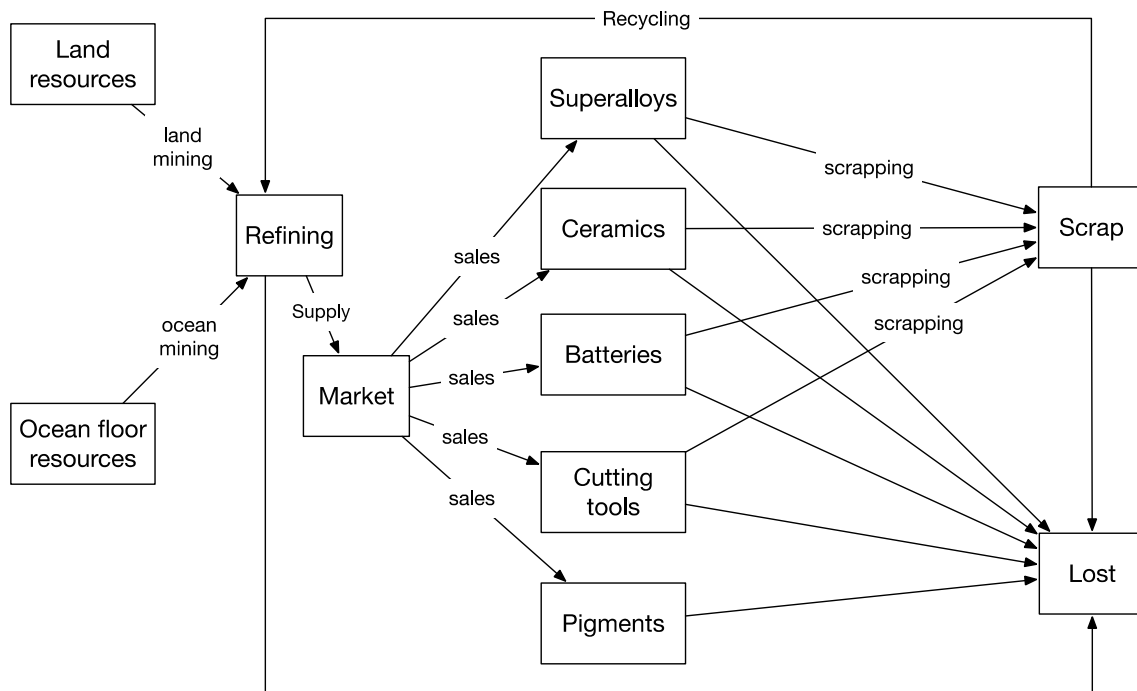 Recycling
Land
resources
Superalloys
land
mining
scrapping
Refining
Ceramics
scrapping
Scrap
sales
scrapping
Supply
sales
ocean
mining
scrapping
Batteries
sales
Market
Ocean floor
resources
sales
Cutting
tools
sales
Lost
Pigments